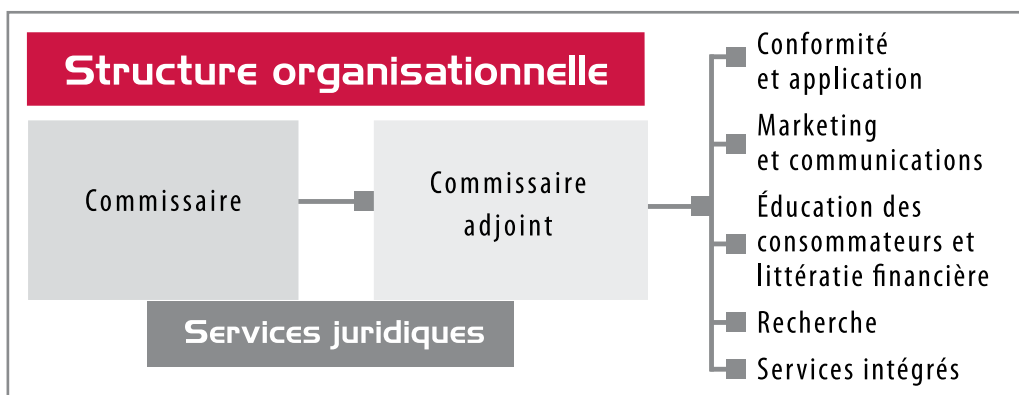 Structure organisationnelle
Commissaire
Commissaire
adjoint
Services juridiques
Conformité
et application
Marketing
et communications
Éducation des
consommateurs et
littératie financière
Recherche
Services intégrés